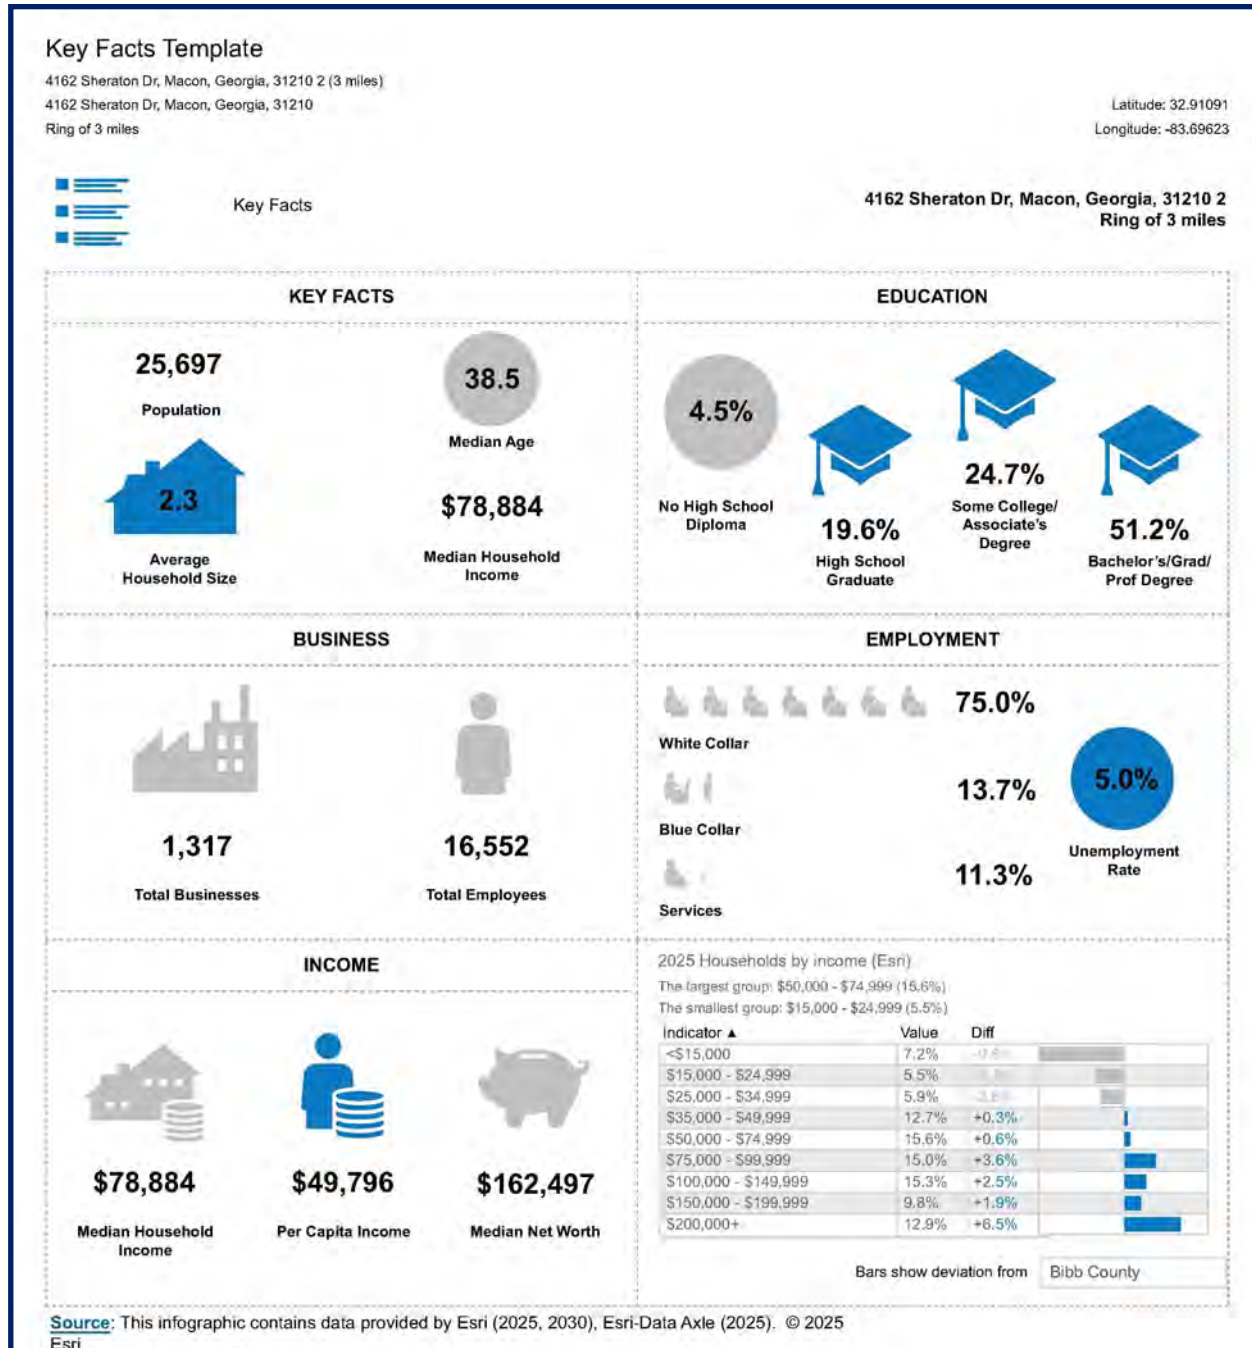 Key Facts Template
4162 Sheraton Dr, Macon, Georgia, 31210 2 (3 miles)
4162 Sheraton Dr, Macon, Georgia, 31210
Ring of 3 miles
Latitude: 32.91091
Longitude: -83.69623
Key Facts
4162 Sheraton Dr, Macon, Georgia, 31210 2
Ring of 3 miles
KEY FACTS
25,697
Population
38.5
Median Age
2.3
Average
Household Size
$78,884
Median Household
Income
EDUCATION
4.5%
No High School
Diploma
19.6%
High School
Graduate
24.7%
Some College/
Associate's
Degree
51.2%
Bachelor's/Grad/
Prof Degree
BUSINESS
1,317
Total Businesses
16,552
Total Employees
EMPLOYMENT
75.0%
White Collar
13.7%
Blue Collar
11.3%
Services
5.0%
Unemployment
Rate
INCOME
$78,884
Median Household
Income
$49,796
Per Capita Income
$162,497
Median Net Worth
2025 Households by income (Esri)
The largest group: $50,000 - $74,999 (15.6%)
The smallest group: $15,000 - $24,999 (5.5%)
Indicator ▲ Value Diff
<$15,000 7.2%
$15,000 - $24,999 5.5%
$25,000 - $34,999 5.9%
$35,000 - $49,999 12.7% +0.3%
$50,000 - $74,999 15.6% +0.6%
$75,000 - $99,999 15.0% +3.6%
$100,000 - $149,999 15.3% +2.5%
$150,000 - $199,999 9.8% +1.9%
$200,000+ 12.9% +6.5%
Bars show deviation from Bibb County
Source: This infographic contains data provided by Esri (2025, 2030), Esri-Data Axle (2025). © 2025
Esri